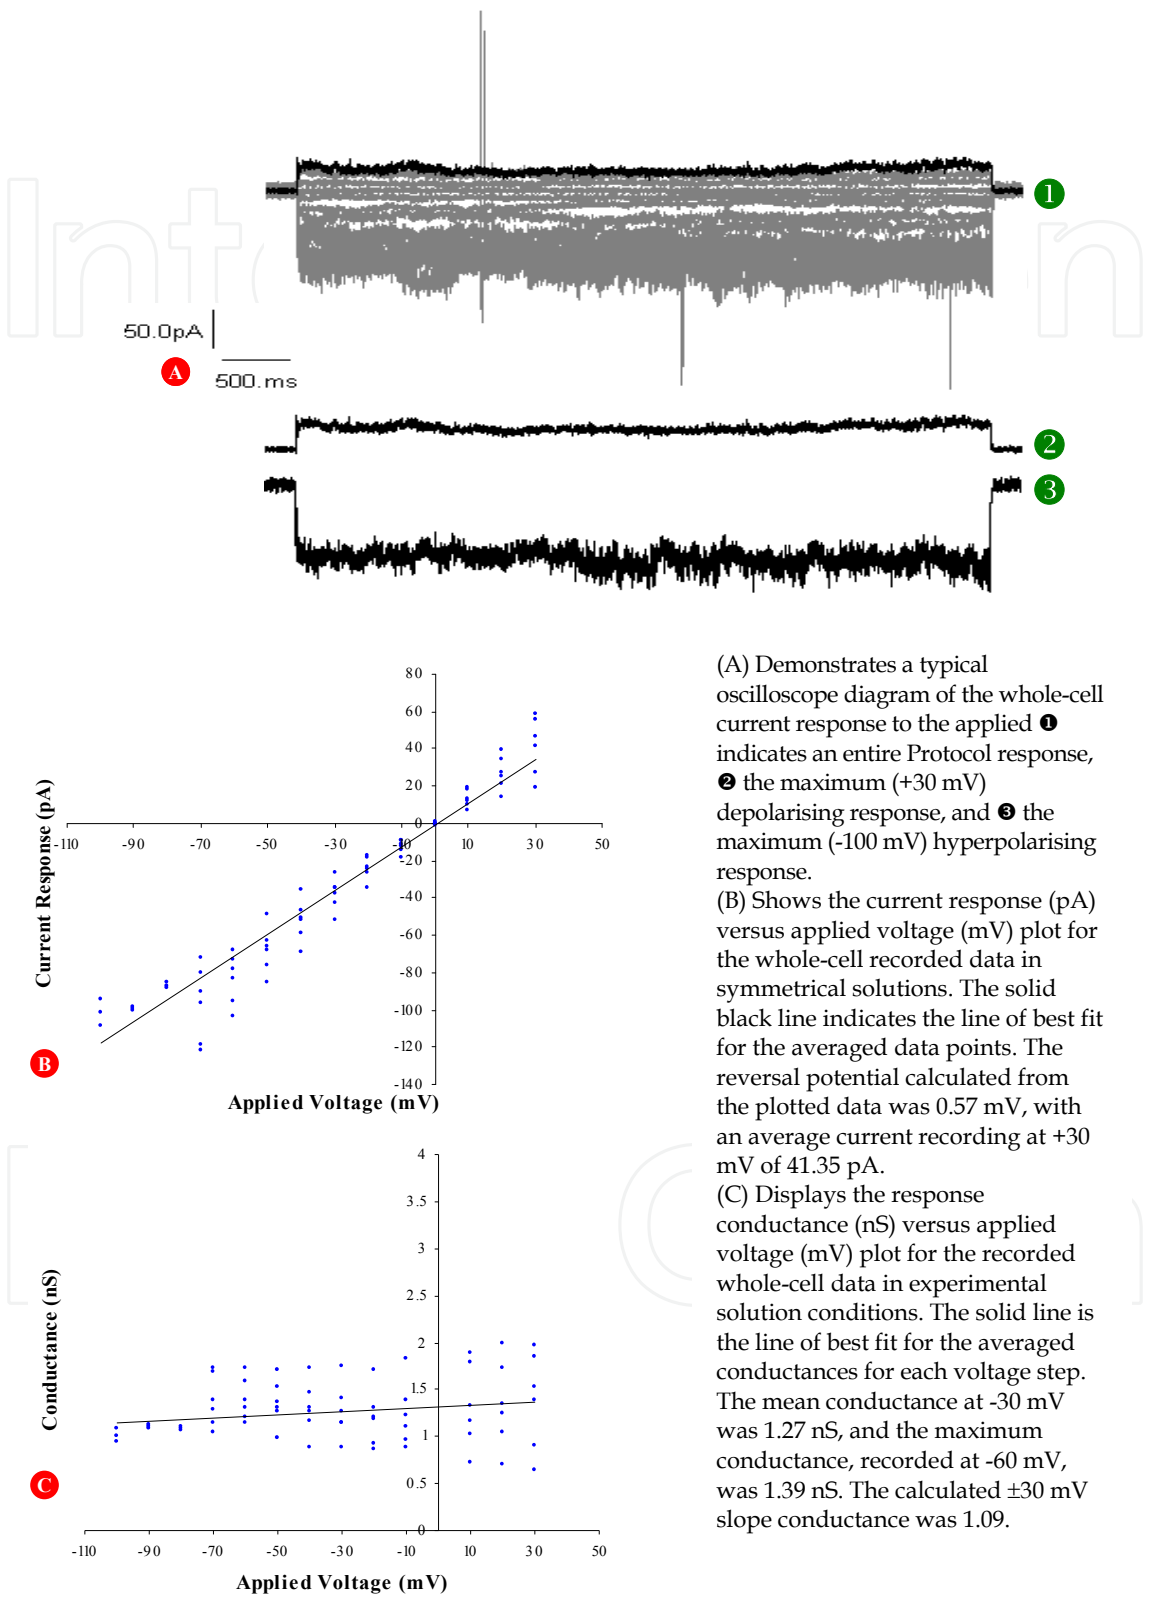 1
50.0pA
A
500.ms
2
3
80
60
40
20
0
-110
-90
-70
-50
-30
-10
10
30
50
-20
-40
-60
-80
-100
-120
-140
Current Response (pA)
B
Applied Voltage (mV)
(A) Demonstrates a typical
oscilloscope diagram of the whole-cell
current response to the applied ❶
indicates an entire Protocol response,
❷ the maximum (+30 mV)
depolarising response, and ❸ the
maximum (-100 mV) hyperpolarising
response.
(B) Shows the current response (pA)
versus applied voltage (mV) plot for
the whole-cell recorded data in
symmetrical solutions. The solid
black line indicates the line of best fit
for the averaged data points. The
reversal potential calculated from
the plotted data was 0.57 mV, with
an average current recording at +30
mV of 41.35 pA.
(C) Displays the response
conductance (nS) versus applied
voltage (mV) plot for the recorded
whole-cell data in experimental
solution conditions. The solid line is
the line of best fit for the averaged
conductances for each voltage step.
The mean conductance at -30 mV
was 1.27 nS, and the maximum
conductance, recorded at -60 mV,
was 1.39 nS. The calculated ±30 mV
slope conductance was 1.09.
4
3.5
3
2.5
2
1.5
1
0.5
0
Conductance (nS)
C
-110
-90
-70
-50
-30
-10
10
30
50
Applied Voltage (mV)